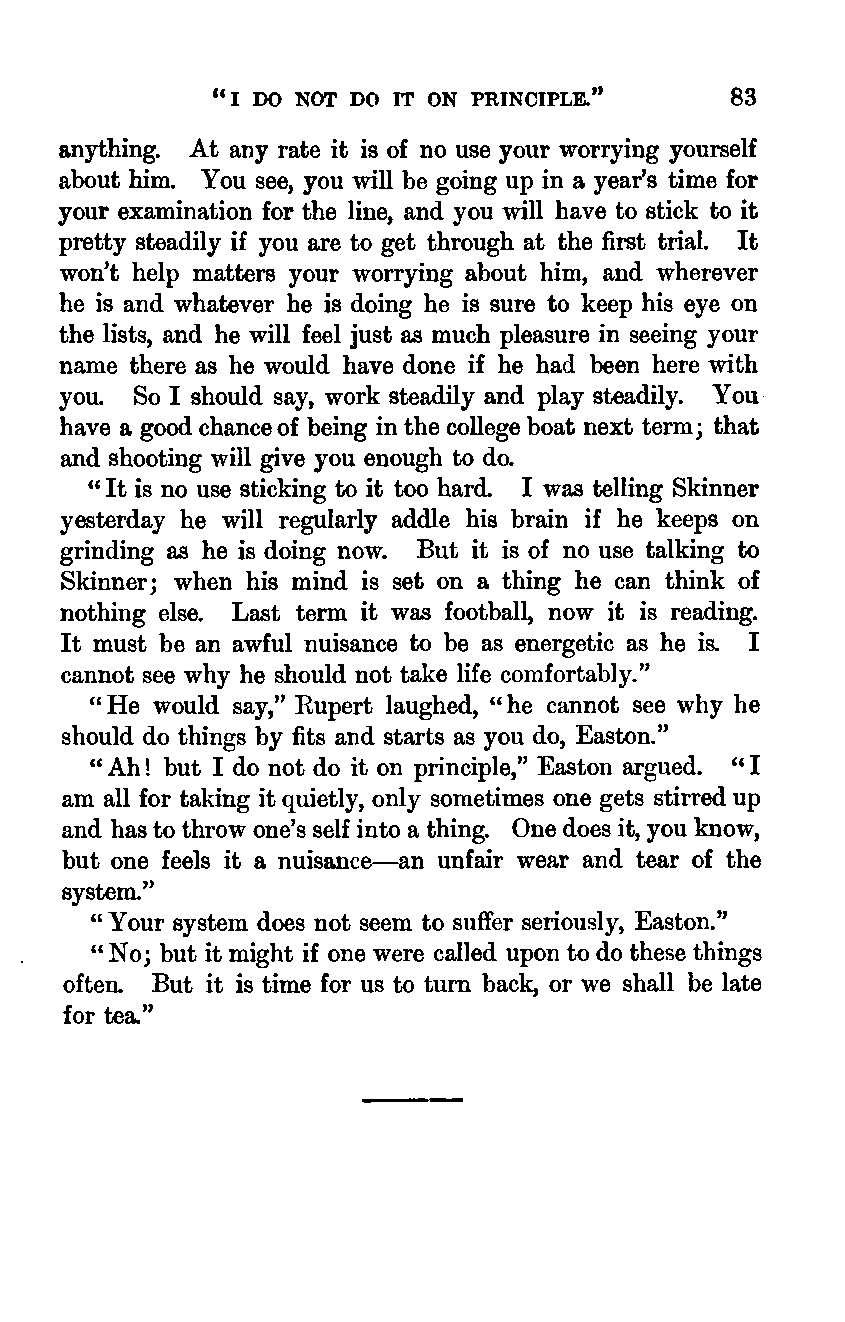 “I DO NOT DO IT ON PRINCIPLE.” 83
anything. At any rate it is of no use your worrying yourself
about him. You see, you will be going up in a year’s time for
your examination for the line, and you will have to stick to it
pretty steadily if you are to get through at the first trial. It
won’t help matters your worrying about him, and wherever
he is and whatever he is doing he is sure to keep his eye on
the lists, and he will feel just as much pleasure in seeing your
name there as he would have done if he had been here with
you. So I should say, work steadily and play steadily. You
have a good chance of being in the college boat next term; that
and shooting will give you enough to do.
“It is no use sticking to it too hard. I was telling Skinner
yesterday he will regularly addle his brain if he keeps on
grinding as he is doing now. But it is of no use talking to
Skinner; when his mind is set on a thing he can think of
nothing else. Last term it was football, now it is reading.
It must be an awful nuisance to be as energetic as he is. I
cannot see why he should not take life comfortably.”
“He would say,” Rupert laughed, “he cannot see why he
should do things by fits and starts as you do, Easton.”
“Ah! but I do not do it on principle,” Easton argued. “I
am all for taking it quietly, only sometimes one gets stirred up
and has to throw one’s self into a thing. One does it, you know,
but one feels it a nuisance—an unfair wear and tear of the
system.”
“Your system does not seem to suffer seriously, Easton.”
“No; but it might if one were called upon to do these things
often. But it is time for us to turn back, or we shall be late
for tea.”